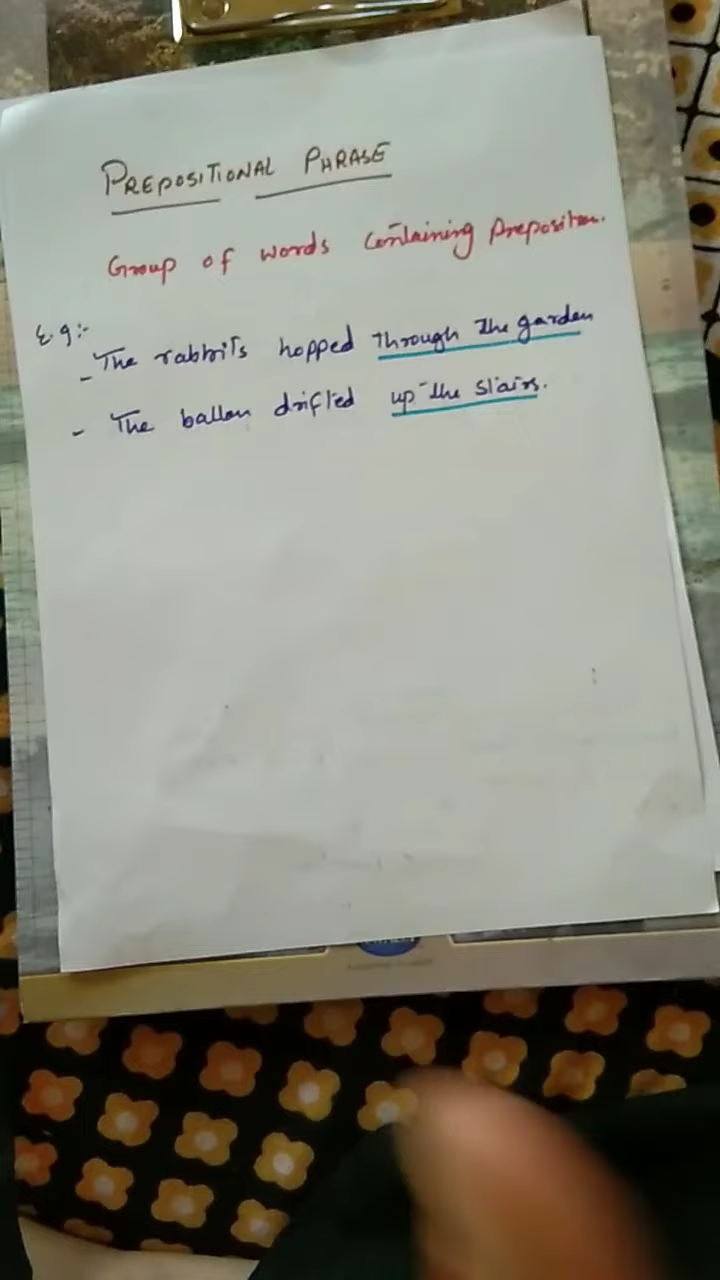 PREPOSITIONAL PHRASE
Group of words Containing Preposition.
E.g:-
- The rabbits hopped through the garden
- The ballon drifted up the stairs.